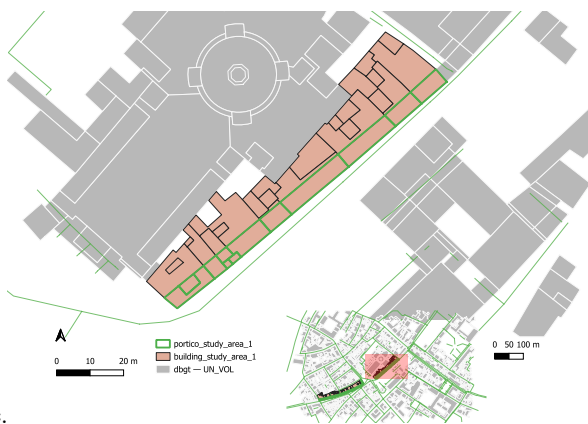 0 10 20 m
portico_study_area_1
building_study_area_1
dbgt — UN_VOL
0 50 100 m